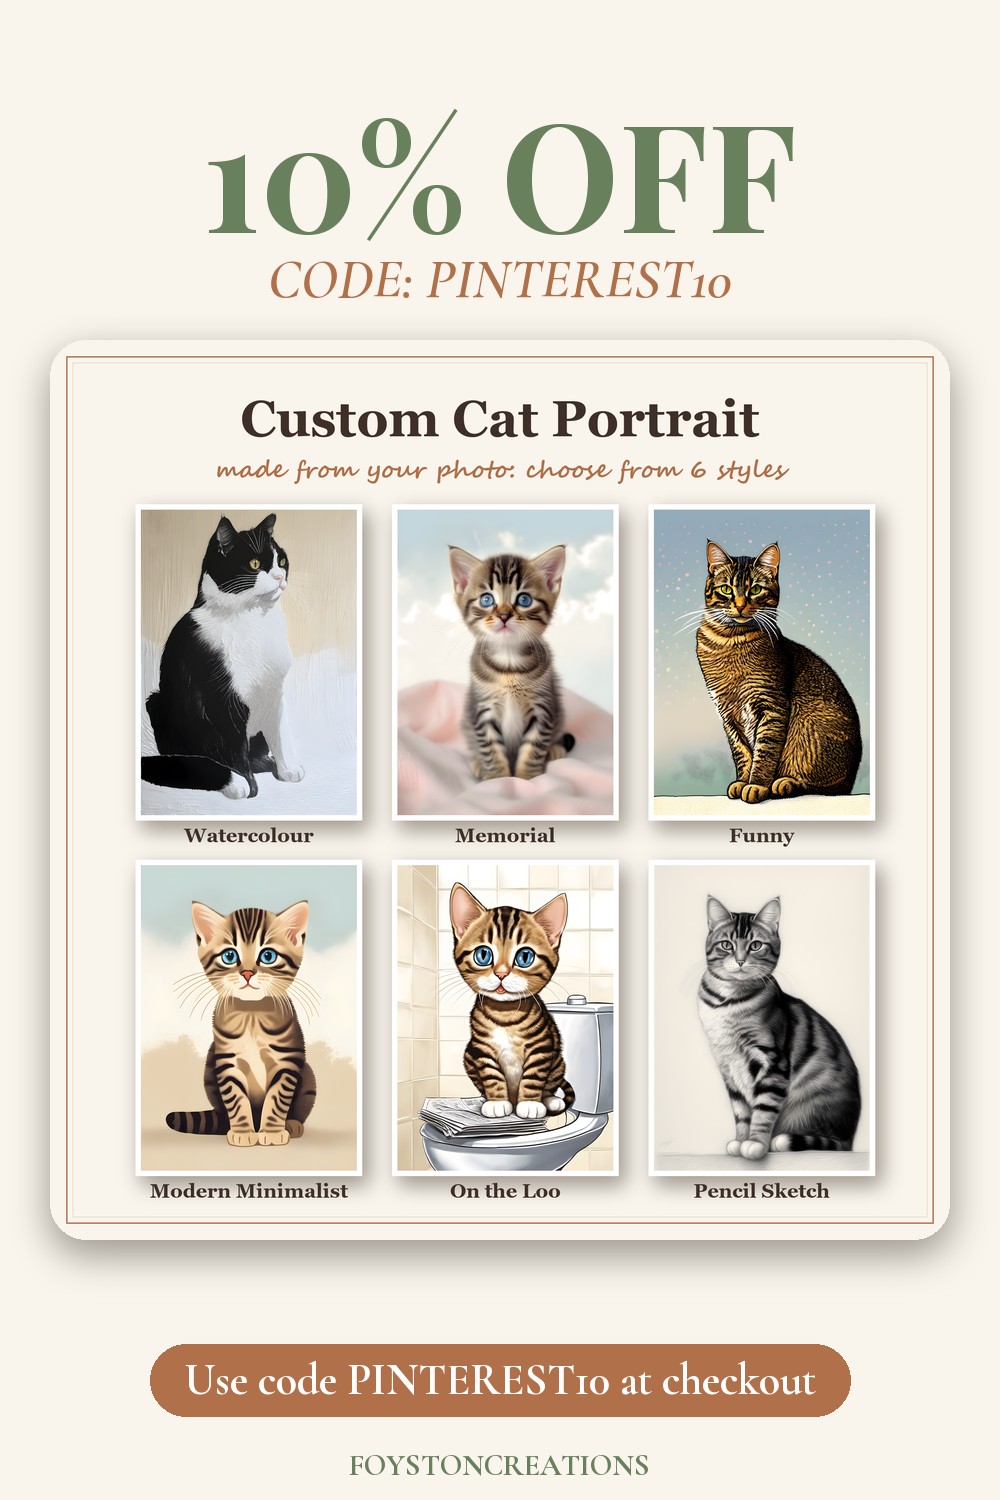 10% OFF
CODE: PINTEREST10
Custom Cat Portrait
made from your photo: choose from 6 styles
Watercolour
Memorial
Funny
Modern Minimalist
On the Loo
Pencil Sketch
Use code PINTEREST10 at checkout
FOYSTONCREATIONS